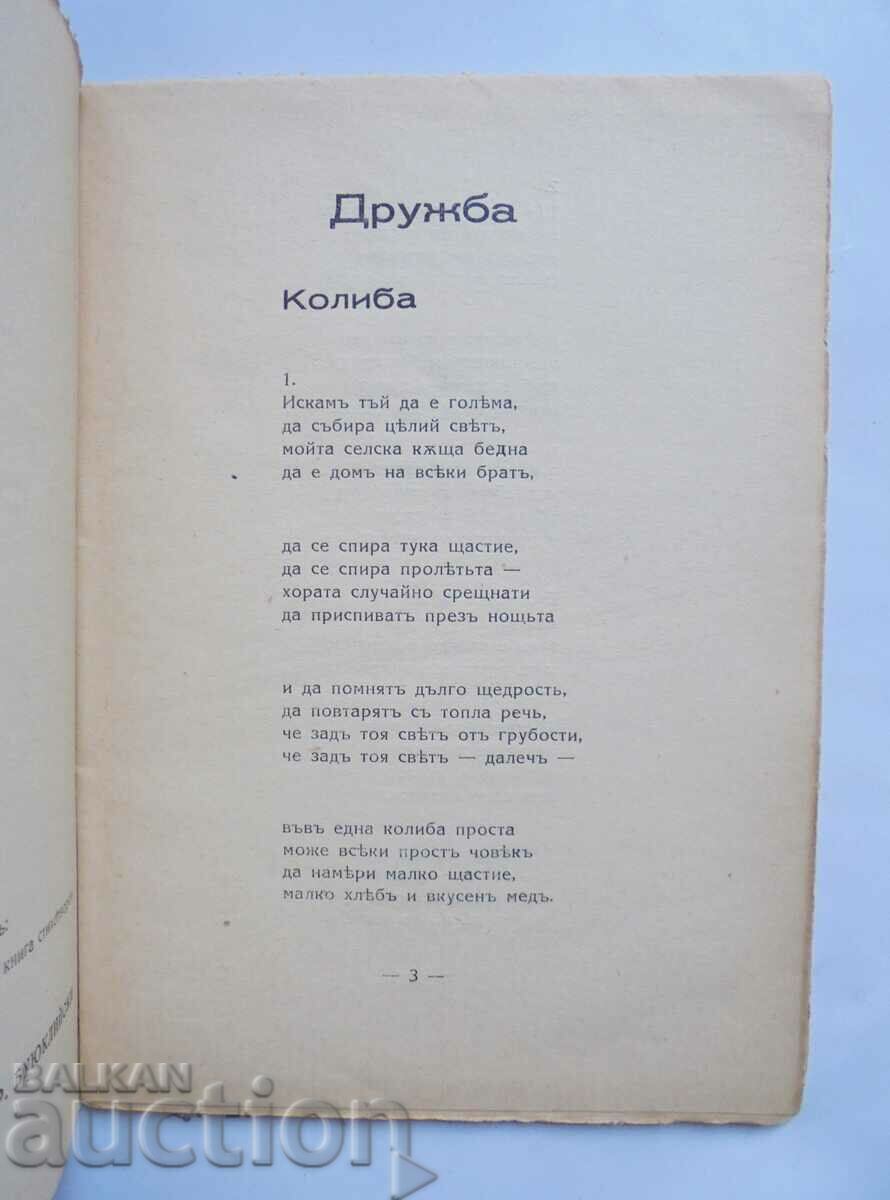 Дружба
Колиба
1.
Искамъ тъй да е голѣма,
да събира цѣлий свѣтъ,
мойта селска кѫща бедна
да е домъ на всѣки братъ,
да се спира тука щастие,
да се спира пролѣтьта —
хората случайно срещнати
да приспиватъ презъ нощьта
и да помнятъ дълго щедрость,
да повтарятъ съ топла речь,
че задъ тоя свѣтъ отъ грубости,
че задъ тоя свѣтъ — далечъ —
във​ъ една колиба проста
може всѣки простъ човѣкъ
да намѣри малко щастие,
малко хлѣбъ и вкусенъ медъ.
— 3 —
книга
BALKAN
auction